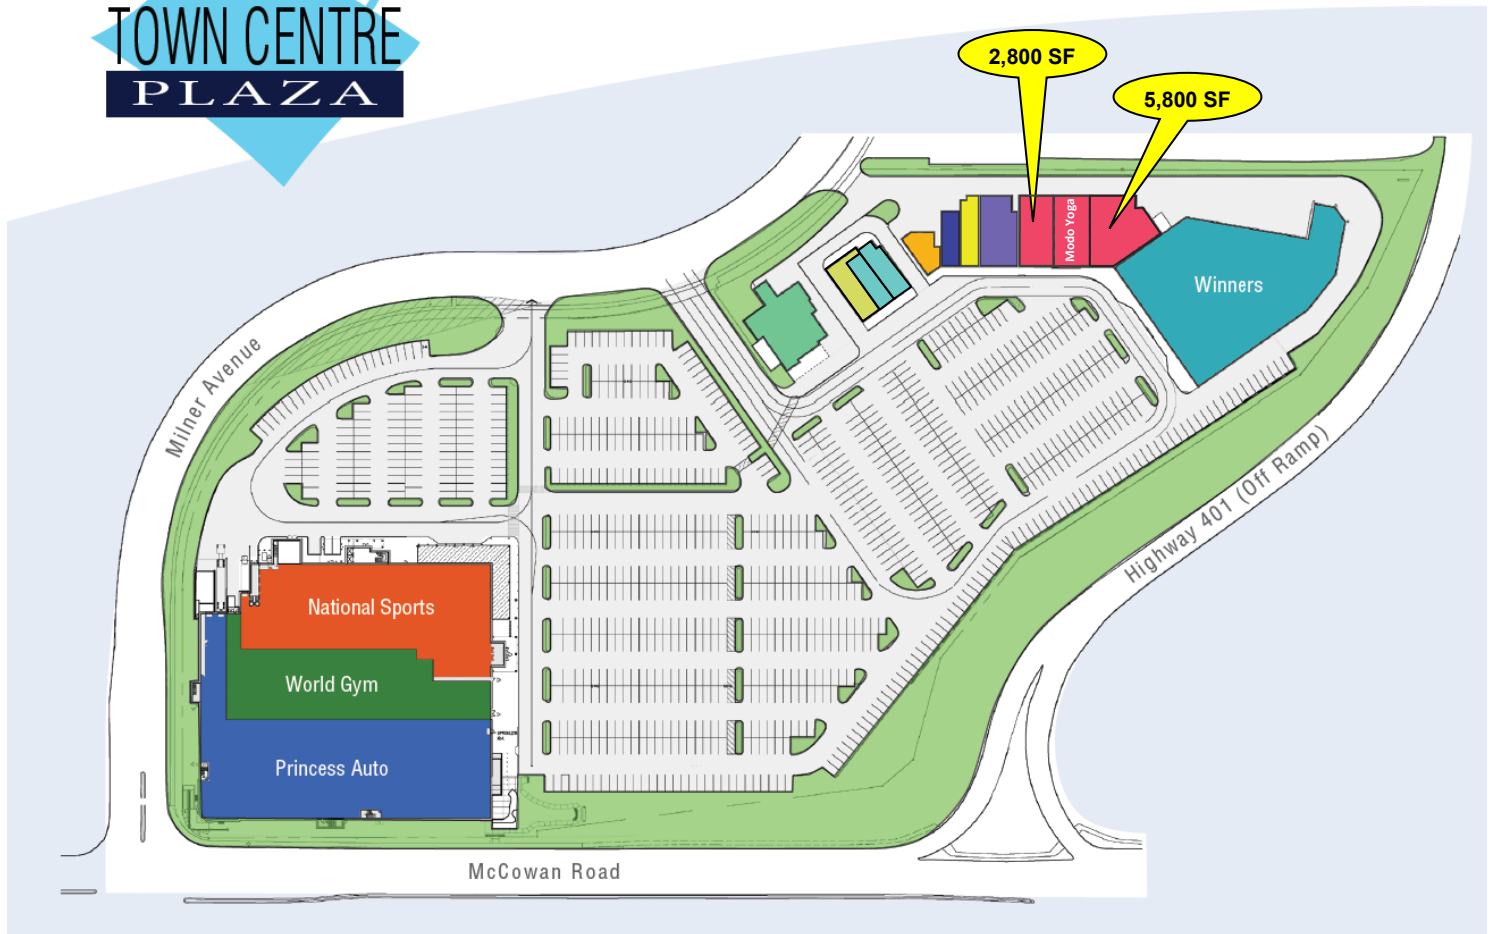 TOWN CENTRE
PLAZA
2,800 SF
5,800 SF
Modo Yoga
Winners
Milner Avenue
Highway 401 (Off Ramp)
National Sports
World Gym
Princess Auto
McCowan Road